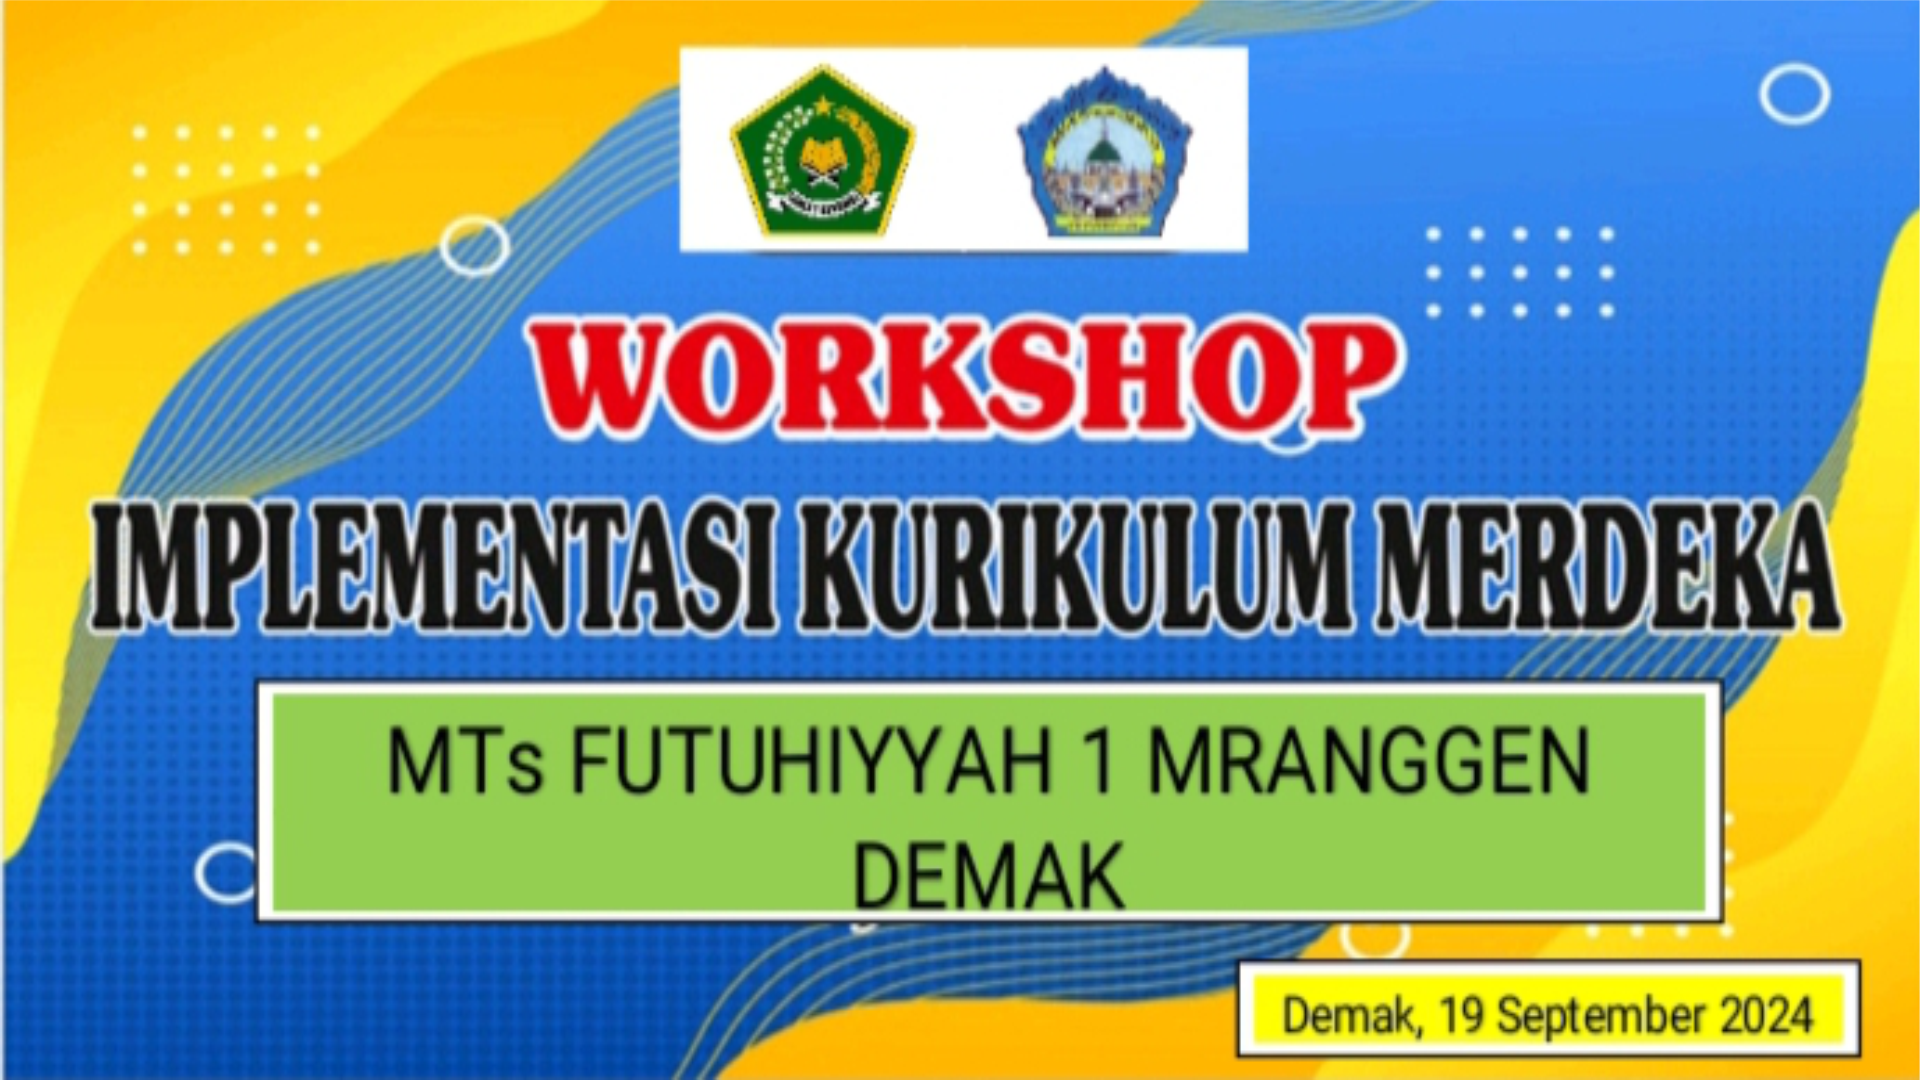 WORKSHOP
IMPLEMENTASI KURIKULUM MERDEKA
MTs FUTUHIYYAH 1 MRANGGEN
DEMAK
Demak, 19 September 2024